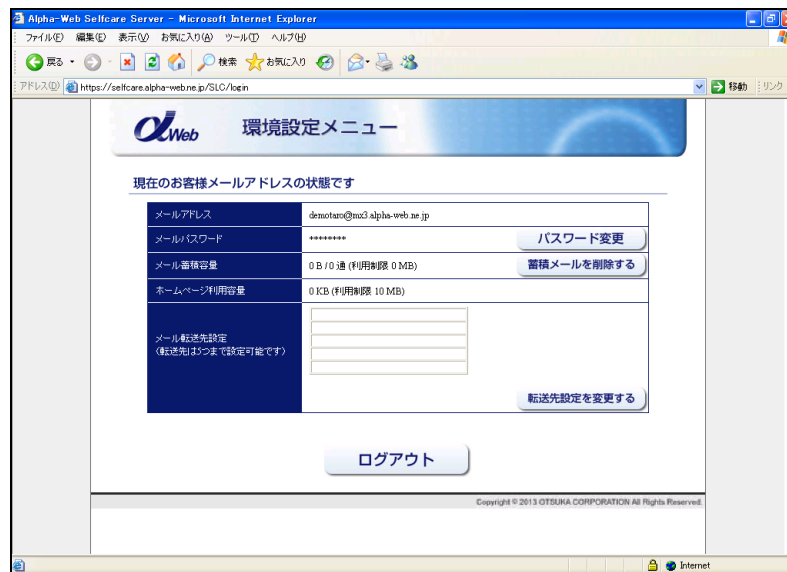 Alpha-Web Selfcare Server - Microsoft Internet Explorer
ファイル(F) 編集(E) 表示(V) お気に入り(A) ツール(T) ヘルプ(H)
戻る 検索 お気に入り
アドレス(D) https://selfcare.alpha-web.ne.jp/SLC/login 移動 リンク
αWeb 環境設定メニュー
現在のお客様メールアドレスの状態です
メールアドレス demotaro@mx3.alpha-web.ne.jp
メールパスワード ******** パスワード変更
メール蓄積容量 0 B / 0 通 (利用制限 0 MB) 蓄積メールを削除する
ホームページ利用容量 0 KB (利用制限 10 MB)
メール転送先設定
(転送先は5つまで設定可能です)
転送先設定を変更する
ログアウト
Copyright © 2013 OTSUKA CORPORATION All Rights Reserved.
Internet